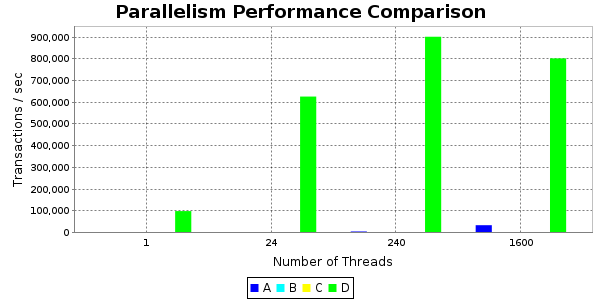 Parallelism Performance Comparison
Transactions / sec
900,000
800,000
700,000
600,000
500,000
400,000
300,000
200,000
100,000
0
1 24 240 1600
Number of Threads
A B C D